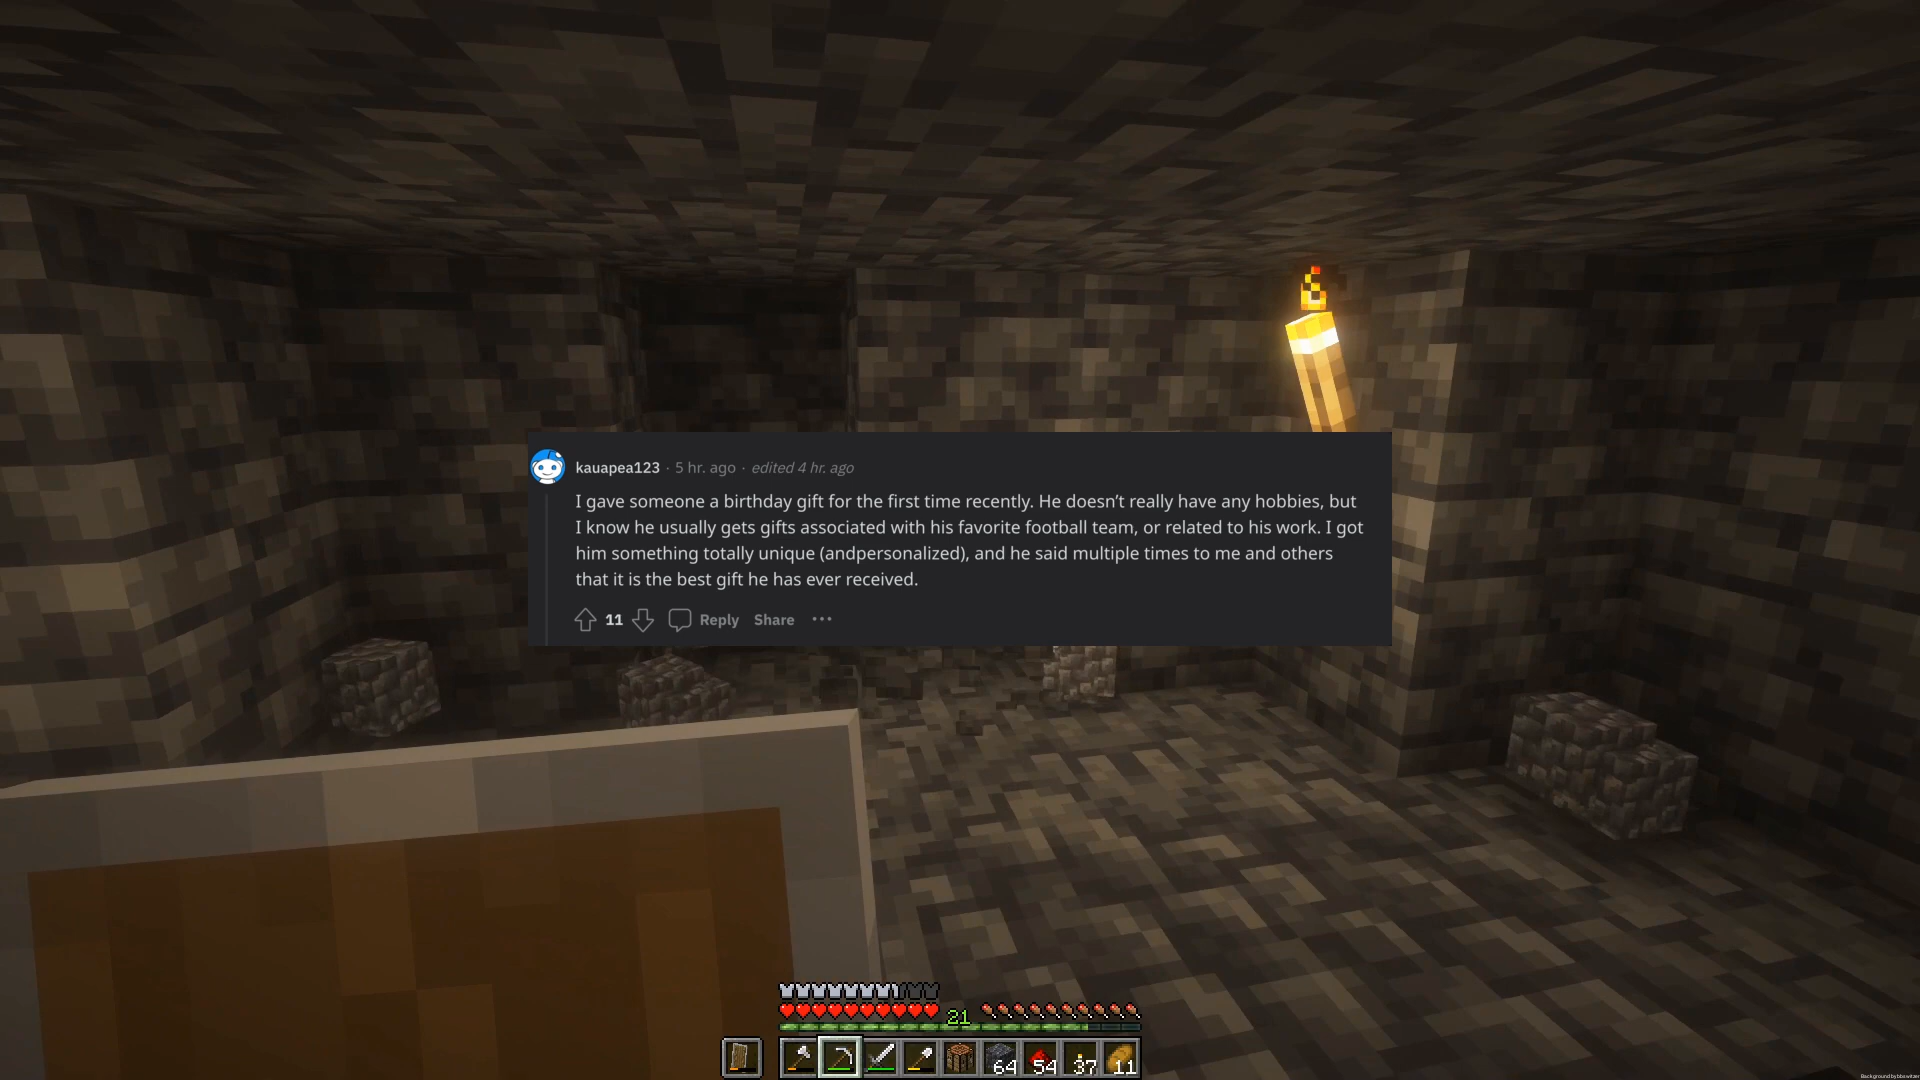 kauapea123 · 5 hr. ago · edited 4 hr. ago
I gave someone a birthday gift for the first time recently. He doesn’t really have any hobbies, but
I know he usually gets gifts associated with his favorite football team, or related to his work. I got
him something totally unique (andpersonalized), and he said multiple times to me and others
that it is the best gift he has ever received.
11 Reply Share ···
21
64 54 37 11